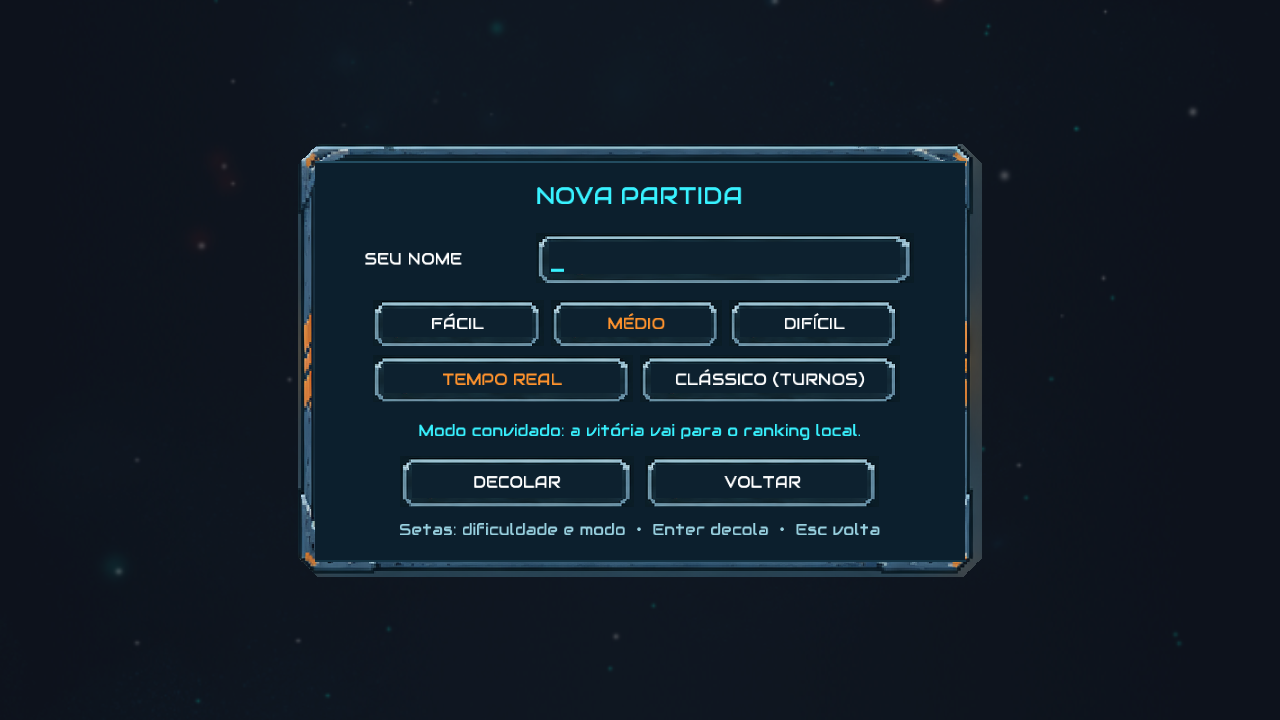 NOVA PARTIDA
SEU NOME
_
FÁCIL MÉDIO DIFÍCIL
TEMPO REAL CLÁSSICO (TURNOS)
Modo convidado: a vitória vai para o ranking local.
DECOLAR VOLTAR
Setas: dificuldade e modo • Enter decola • Esc volta